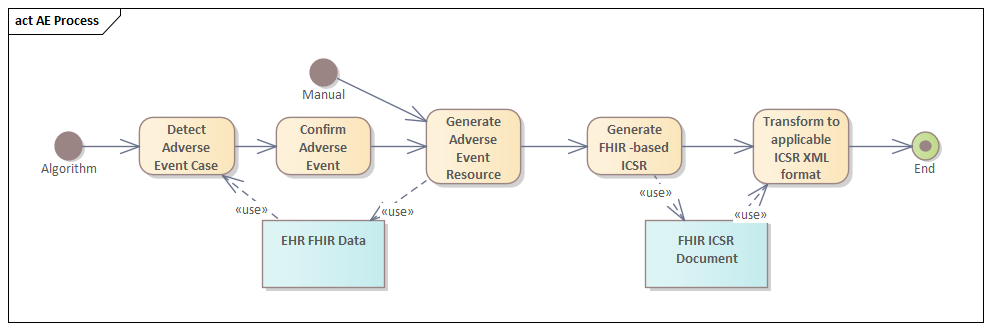 act AE Process
Manual
Algorithm
Detect
Adverse
Event Case
Confirm
Adverse
Event
Generate
Adverse
Event
Resource
Generate
FHIR -based
ICSR
Transform to
applicable
ICSR XML
format
End
«use»
«use»
«use»
«use»
EHR FHIR Data
FHIR ICSR
Document